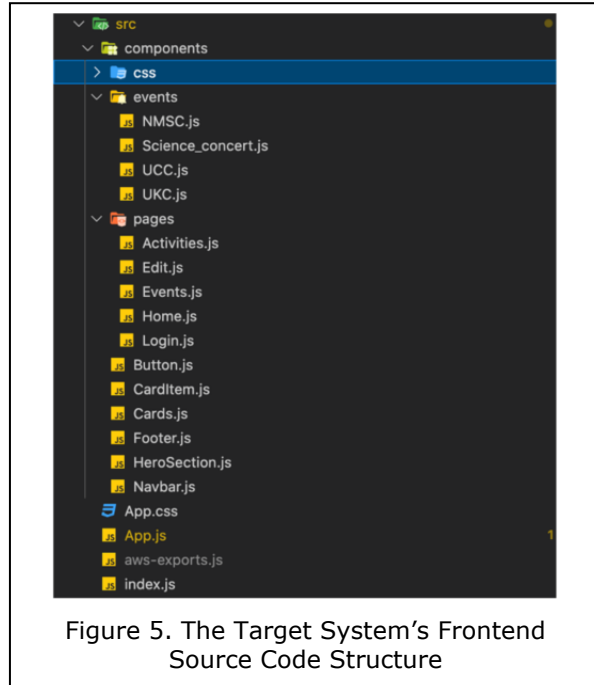 src
components
css
events
NMSC.js
Science_concert.js
UCC.js
UKC.js
pages
Activities.js
Edit.js
Events.js
Home.js
Login.js
Button.js
CardItem.js
Cards.js
Footer.js
HeroSection.js
Navbar.js
App.css
App.js 1
aws-exports.js
index.js
Figure 5. The Target System’s Frontend
Source Code Structure